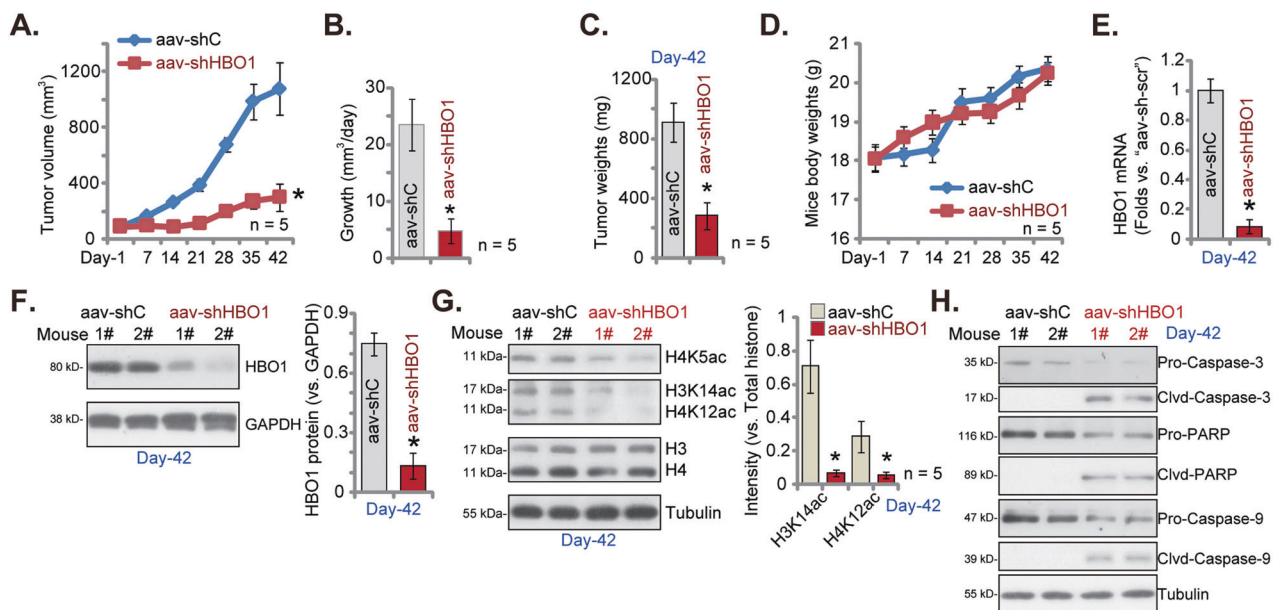 A.
aav-shC
aav-shHBO1
Tumor volume (mm³)
1200
800
400
0
*
n = 5
Day-1 7 14 21 28 35 42
B.
Growth (mm³/day)
30
20
10
0
aav-shC
aav-shHBO1
*
n = 5
C.
Day-42
Tumor weights (mg)
1200
800
400
0
aav-shC
aav-shHBO1
*
n = 5
D.
Mice body weights (g)
21
20
19
18
17
16
aav-shC
aav-shHBO1
n = 5
Day-1 7 14 21 28 35 42
E.
HBO1 mRNA
(Folds vs. “aav-sh-scr”)
1.2
1
0.8
0.6
0.4
0.2
0
aav-shC
aav-shHBO1
*
Day-42
F.
aav-shC aav-shHBO1
Mouse 1# 2# 1# 2#
80 kD- HBO1
38 kD- GAPDH
Day-42
HBO1 protein (vs. GAPDH)
0.9
0.6
0.3
0
aav-shC
aav-shHBO1
*
Day-42
G.
aav-shC aav-shHBO1
Mouse 1# 2# 1# 2#
11 kDa- H4K5ac
17 kDa- H3K14ac
11 kDa- H4K12ac
17 kDa- H3
11 kDa- H4
55 kDa- Tubulin
Day-42
aav-shC
aav-shHBO1
Intensity (vs. Total histone)
1
0.8
0.6
0.4
0.2
0
* *
n = 5
H3K14ac
H4K12ac
Day-42
H.
aav-shC aav-shHBO1
Mouse 1# 2# 1# 2# Day-42
35 kD- Pro-Caspase-3
17 kD- Clvd-Caspase-3
116 kD- Pro-PARP
89 kD- Clvd-PARP
47 kD- Pro-Caspase-9
39 kD- Clvd-Caspase-9
55 kD- Tubulin